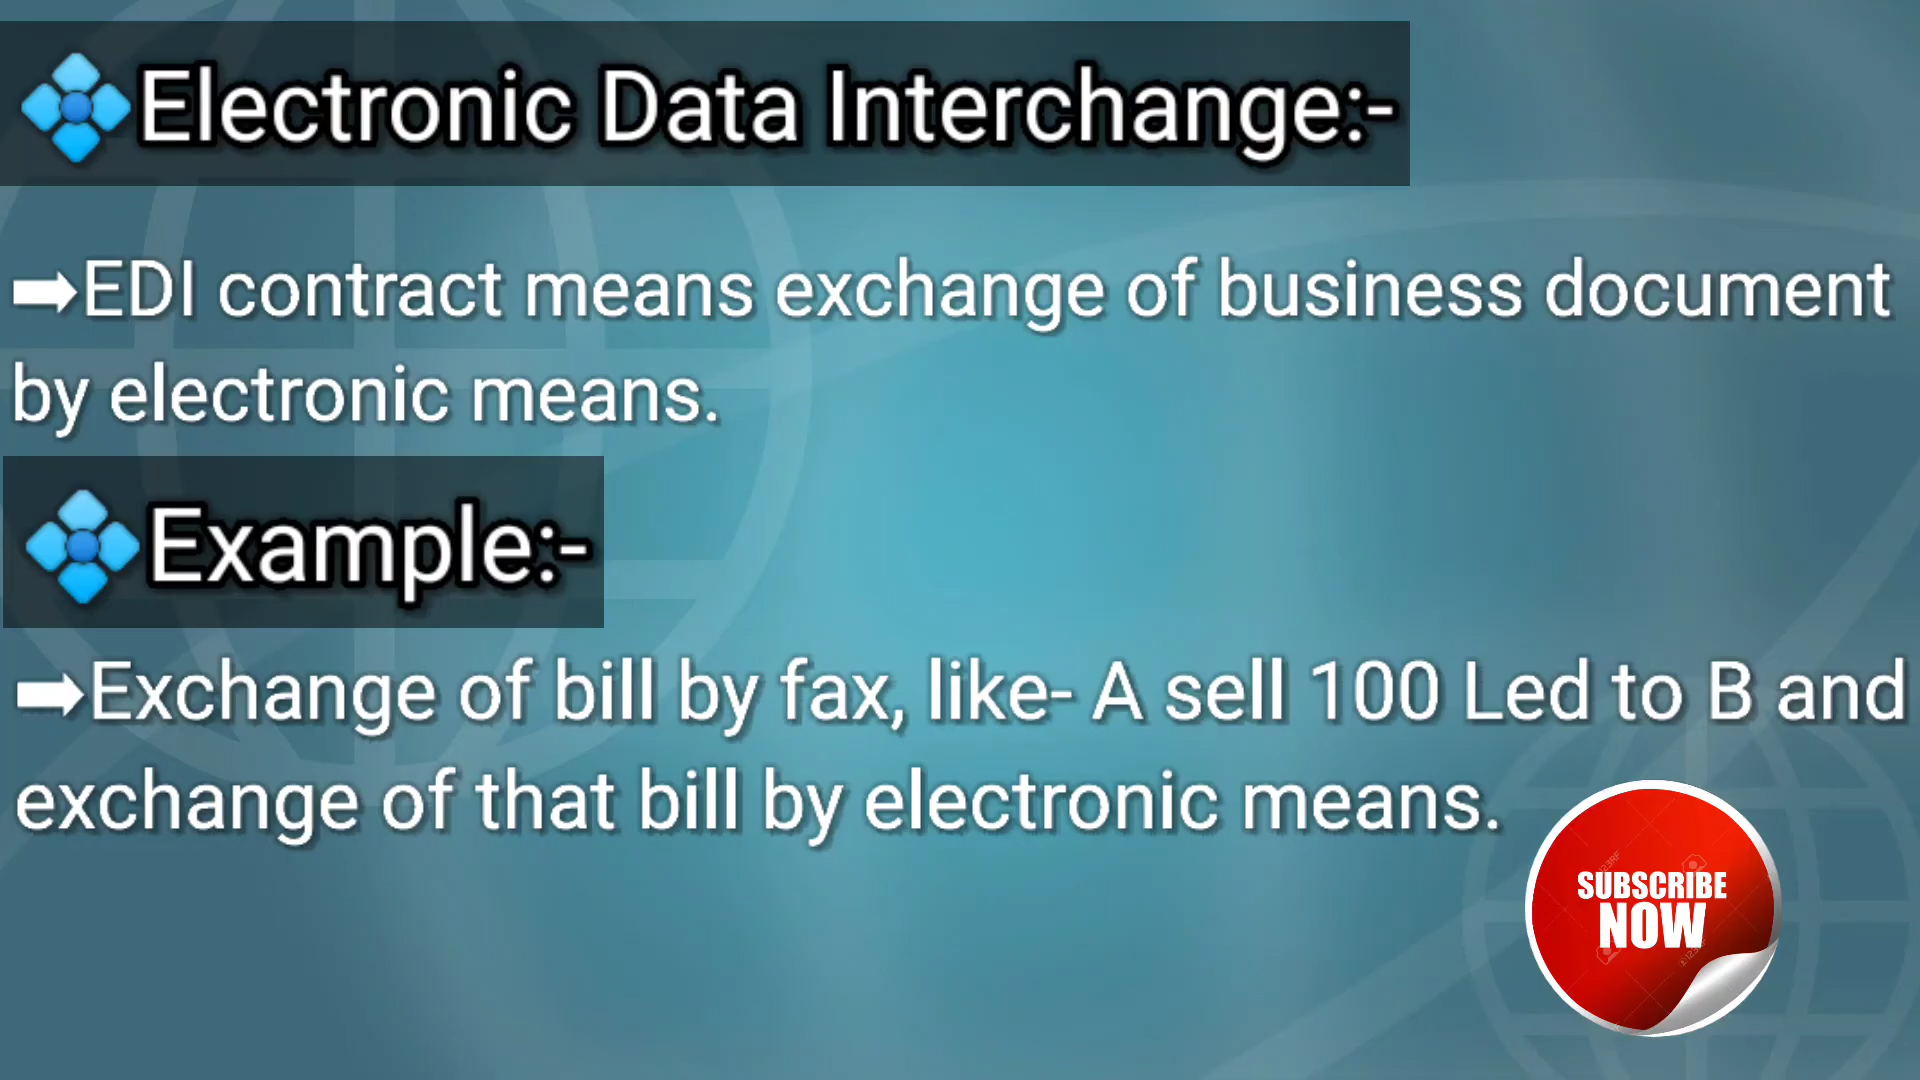 💠Electronic Data Interchange:-
➡EDI contract means exchange of business document
by electronic means.
💠Example:-
➡Exchange of bill by fax, like- A sell 100 Led to B and
exchange of that bill by electronic means.
SUBSCRIBE
NOW